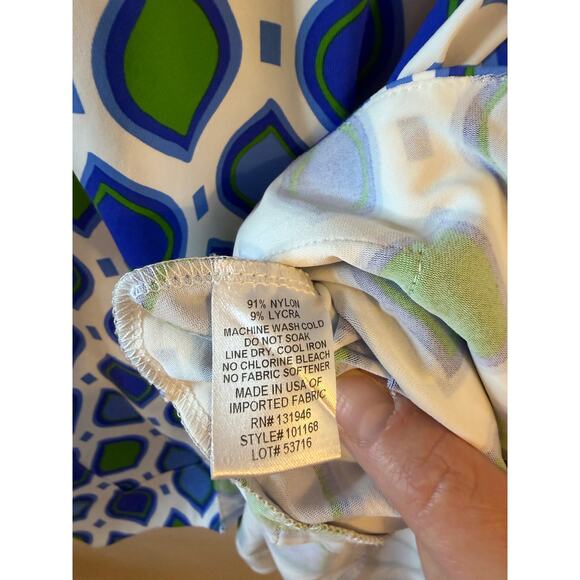 91% NYLON
9% LYCRA
MACHINE WASH COLD
DO NOT SOAK
LINE DRY, COOL IRON
NO CHLORINE BLEACH
NO FABRIC SOFTENER
MADE IN USA OF
IMPORTED FABRIC
RN# 131946
STYLE#101168
LOT# 53716